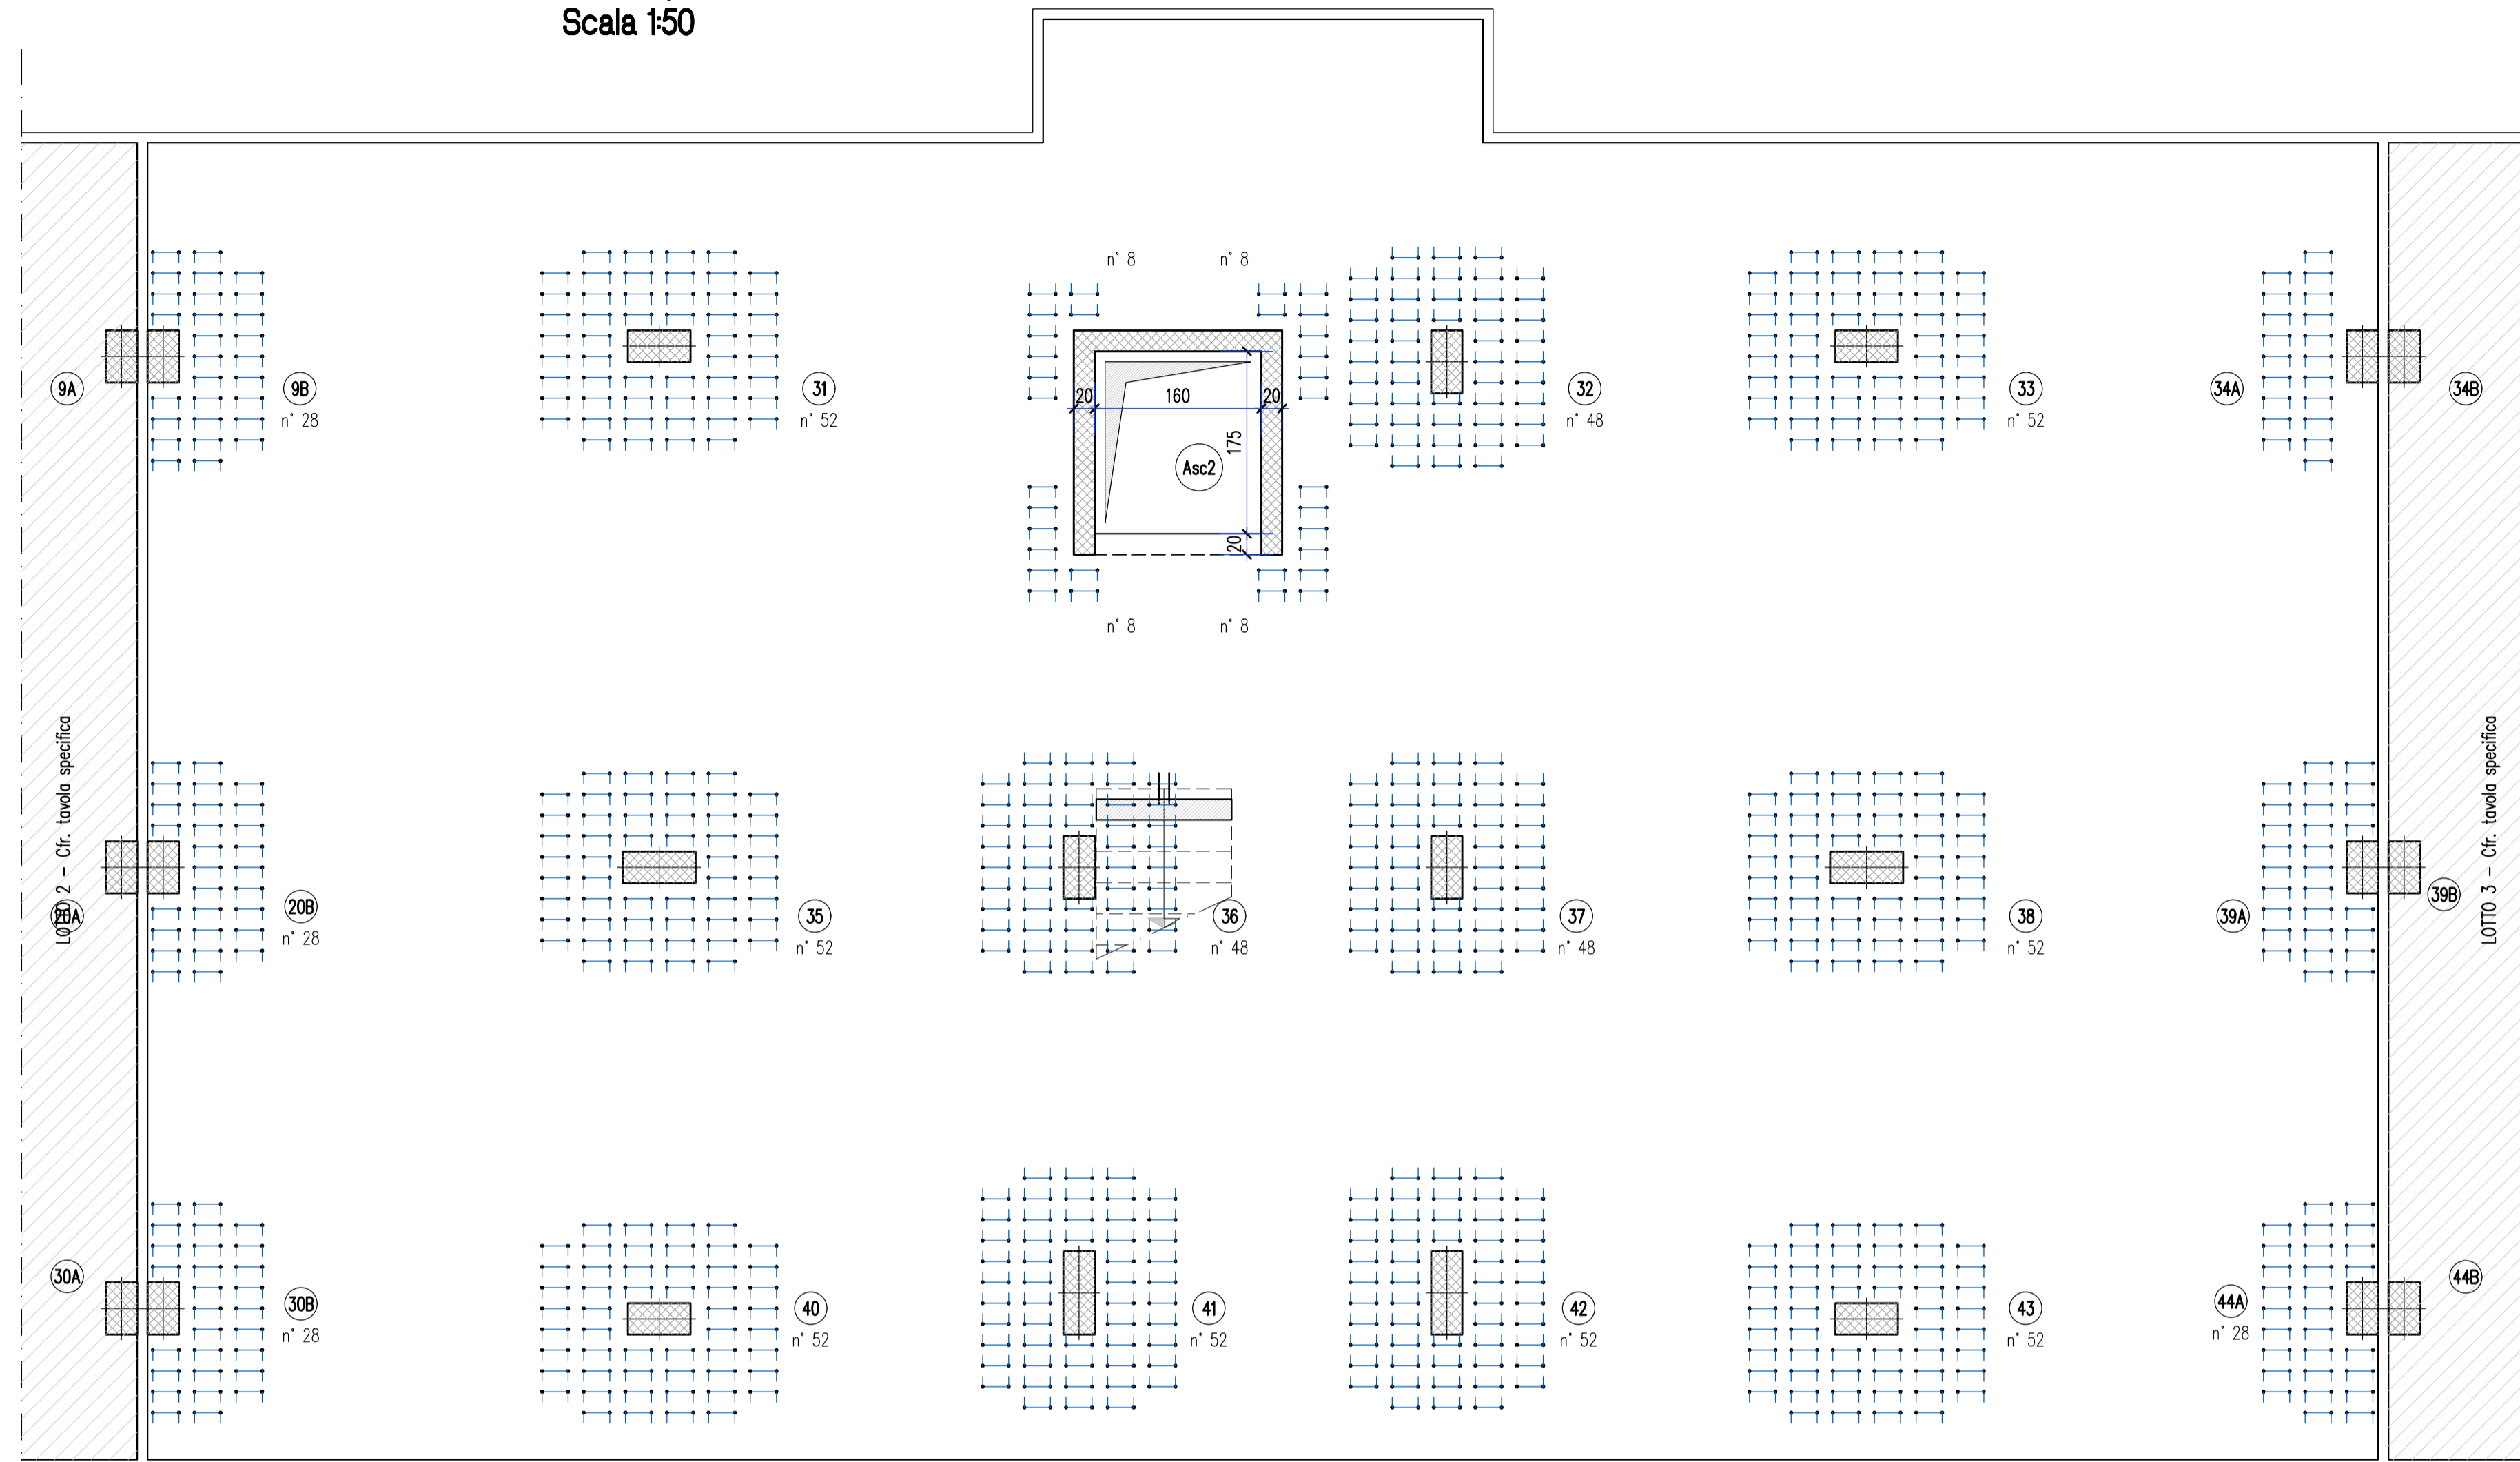 Scala 1:50
n° 8
n° 8
20
160
20
175
Asc2
20
n° 8
n° 8
9A
9B
n° 28
31
n° 52
32
n° 48
33
n° 52
34A
34B
LOTTO 2 - Cfr. tavola specifica
20A
20B
n° 28
35
n° 52
36
n° 48
37
n° 48
38
n° 52
39A
39B
LOTTO 3 - Cfr. tavola specifica
30A
30B
n° 28
40
n° 52
41
n° 52
42
n° 52
43
n° 52
44A
n° 28
44B